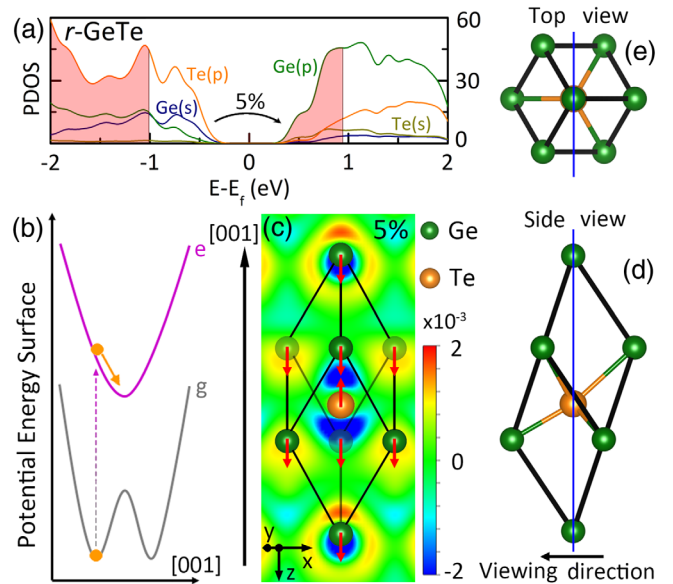 (a) r-GeTe
PDOS
Te(p)
Ge(s)
5%
Ge(p)
Te(s)
60
30
0
-2 -1 0 1 2
E-Ef (eV)
Top view
(e)
(b)
Potential Energy Surface
e
g
[001]
[001]
(c)
5%
y x
z
Ge
Te
x10-3
2
0
-2
Side view
(d)
Viewing direction